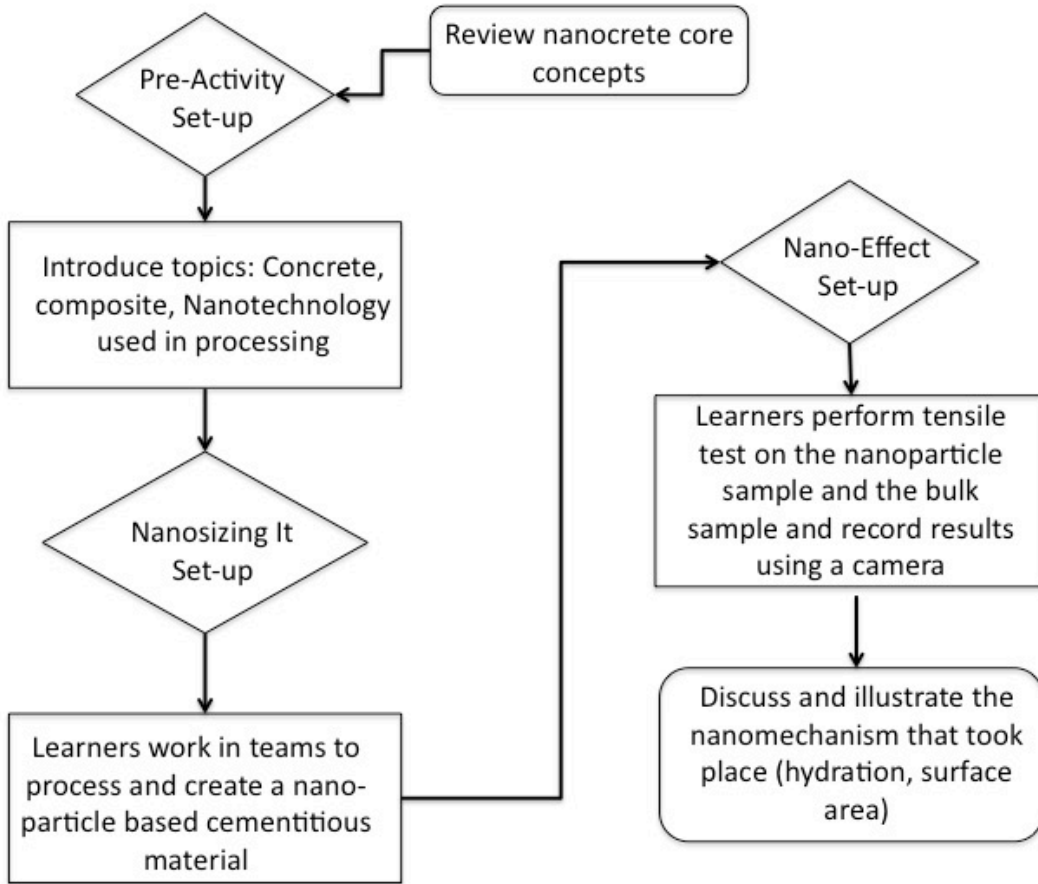 Review nanocrete core
concepts
Pre-Activity
Set-up
Introduce topics: Concrete,
composite, Nanotechnology
used in processing
Nanosizing It
Set-up
Learners work in teams to
process and create a nano-
particle based cementitious
material
Nano-Effect
Set-up
Learners perform tensile
test on the nanoparticle
sample and the bulk
sample and record results
using a camera
Discuss and illustrate the
nanomechanism that took
place (hydration, surface
area)